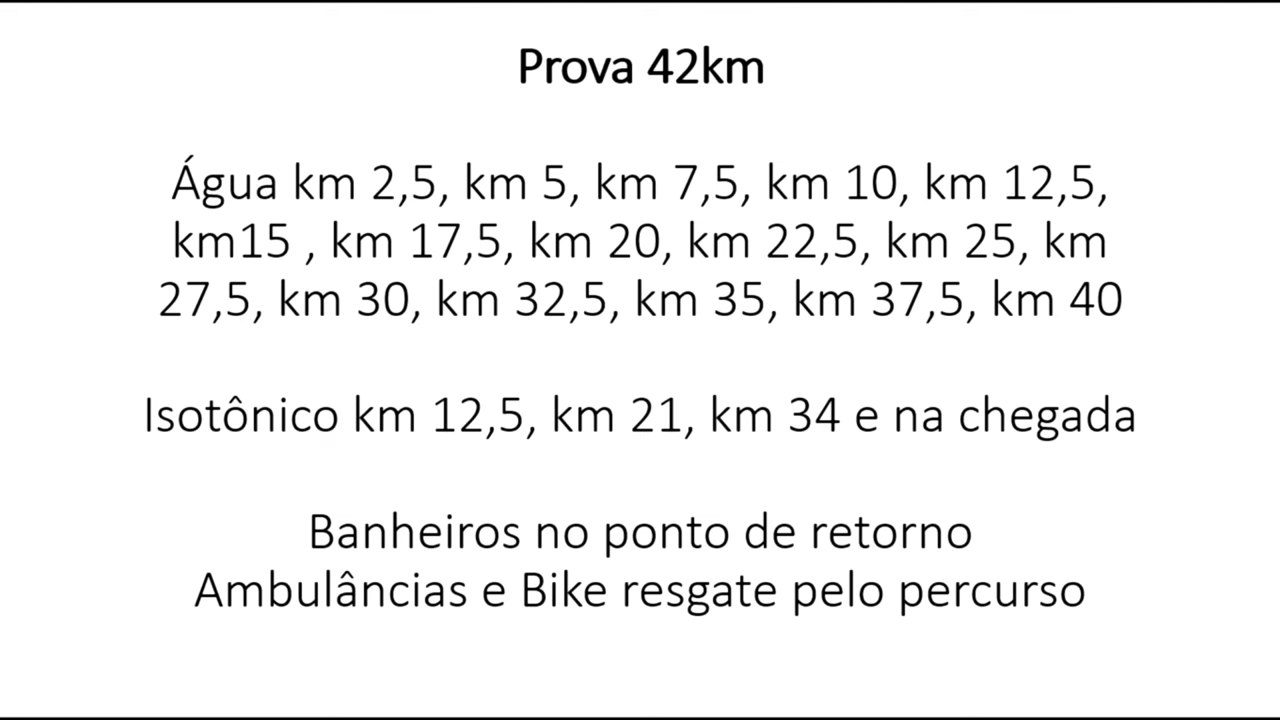 Prova 42km
Água km 2,5, km 5, km 7,5, km 10, km 12,5,
km15 , km 17,5, km 20, km 22,5, km 25, km
27,5, km 30, km 32,5, km 35, km 37,5, km 40
Isotônico km 12,5, km 21, km 34 e na chegada
Banheiros no ponto de retorno
Ambulâncias e Bike resgate pelo percurso